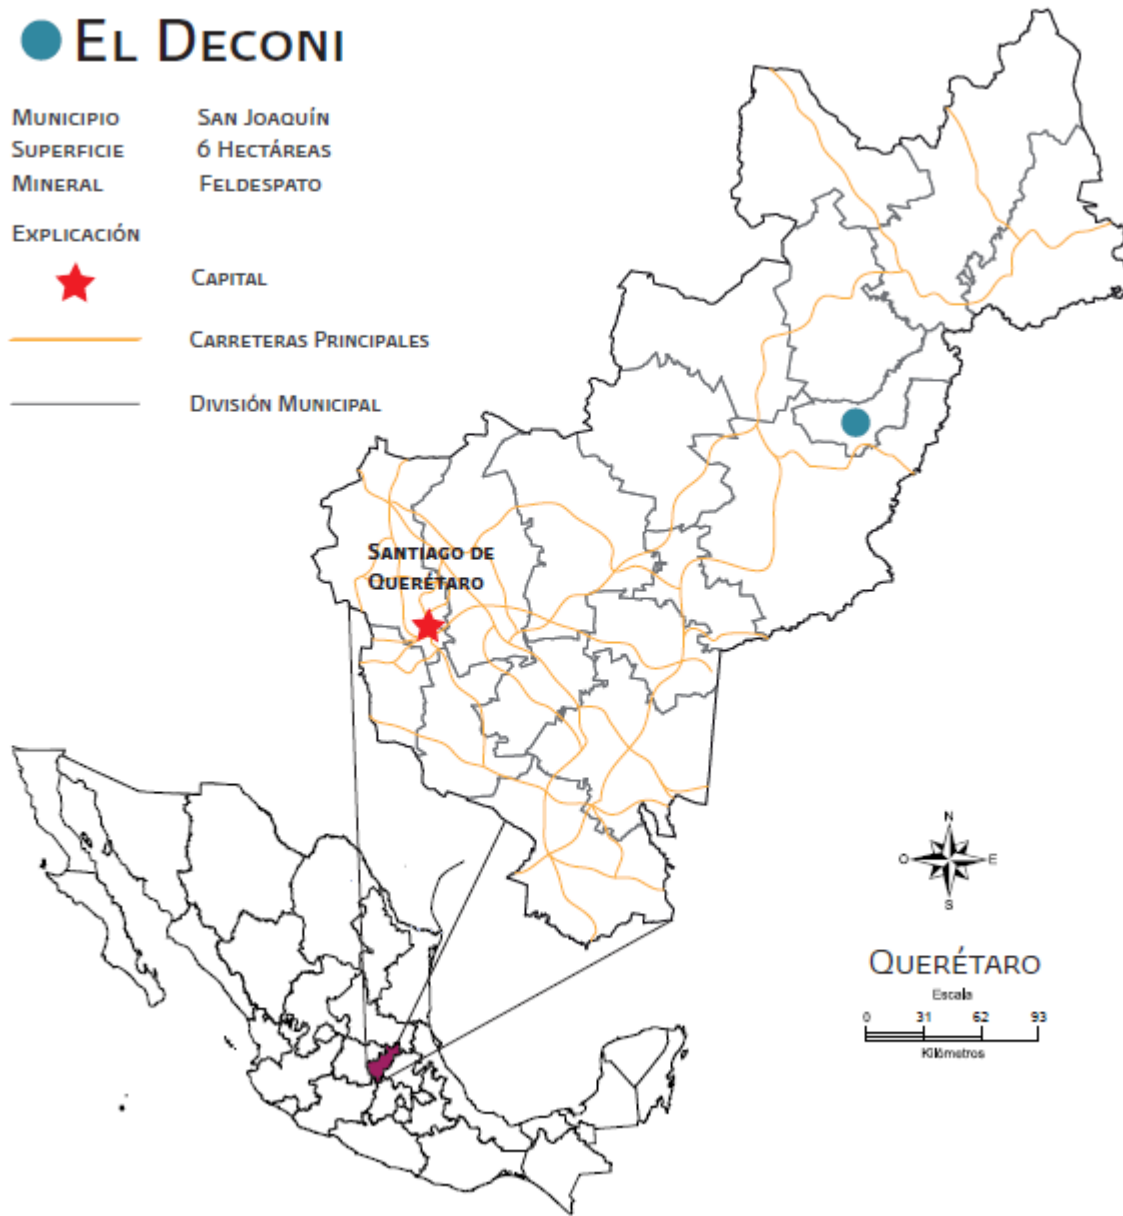 El Deconi
Municipio San Joaquín
Superficie 6 Hectáreas
Mineral Feldespato
Explicación
Capital
Carreteras Principales
División Municipal
Santiago de
Querétaro
N
O E
S
Querétaro
Escala
0 31 62 93
Kilómetros